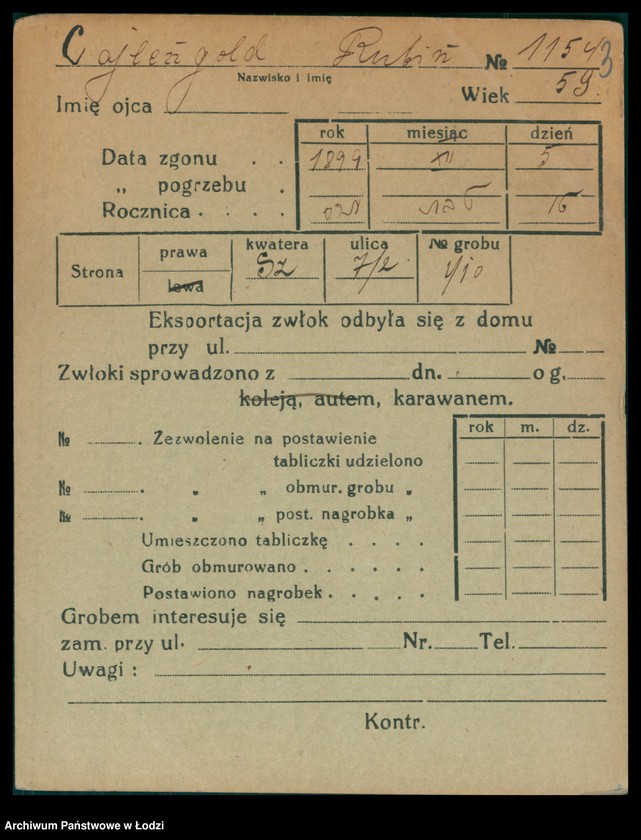 Cajlengold Rubin № 11543
Nazwisko i imię
Imię ojca Wiek 59.
rok miesiąc dzień
Data zgonu . . 1899 XII 5
„ pogrzebu .
Rocznica . . . .
Strona prawa lewa kwatera ulica № grobu
7/2 1/10
Eksportacja zwłok odbyła się z domu
przy ul. №
Zwłoki sprowadzono z dn. o g.
koleją, autem, karawanem.
rok m. dz.
№ . Zezwolenie na postawienie
tabliczki udzielono
№ . „ „ obmur. grobu „
№ . „ „ post. nagrobka „
Umieszczono tabliczkę . . . .
Grób obmurowano . . . . . .
Postawiono nagrobek . . . . .
Grobem interesuje się
zam. przy ul. Nr. Tel.
Uwagi :
Kontr.
Archiwum Państwowe w Łodzi